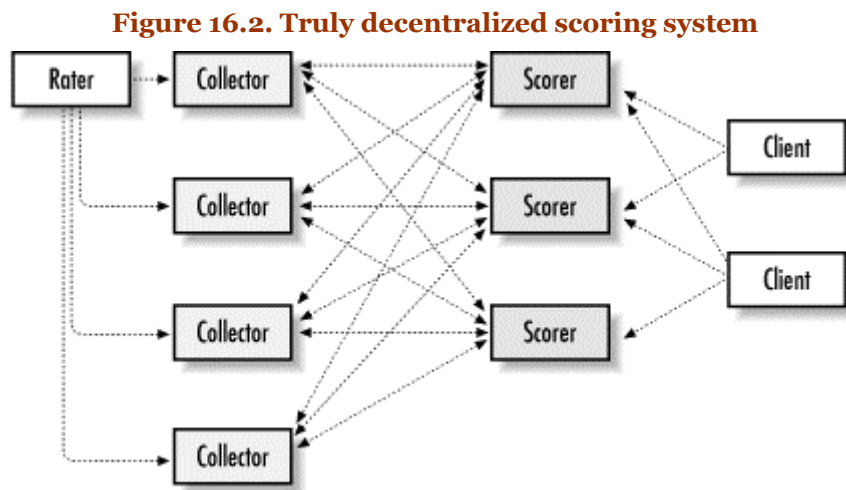 Figure 16.2. Truly decentralized scoring system
Rater
Collector
Scorer
Client
Collector
Scorer
Client
Collector
Scorer
Collector